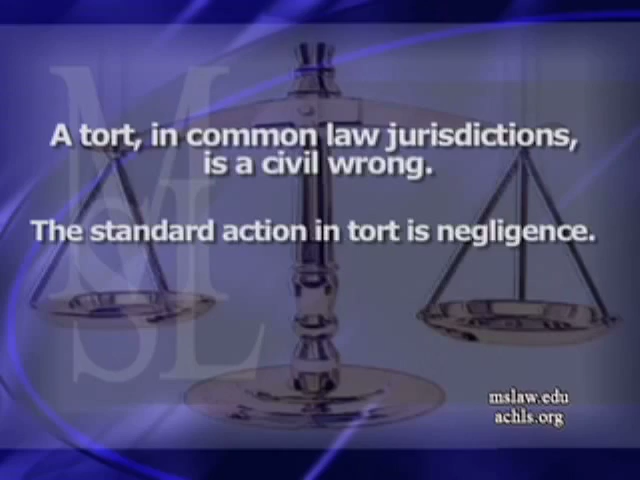 MSL
A tort, in common law jurisdictions,
is a civil wrong.
The standard action in tort is negligence.
mslaw.edu
achls.org